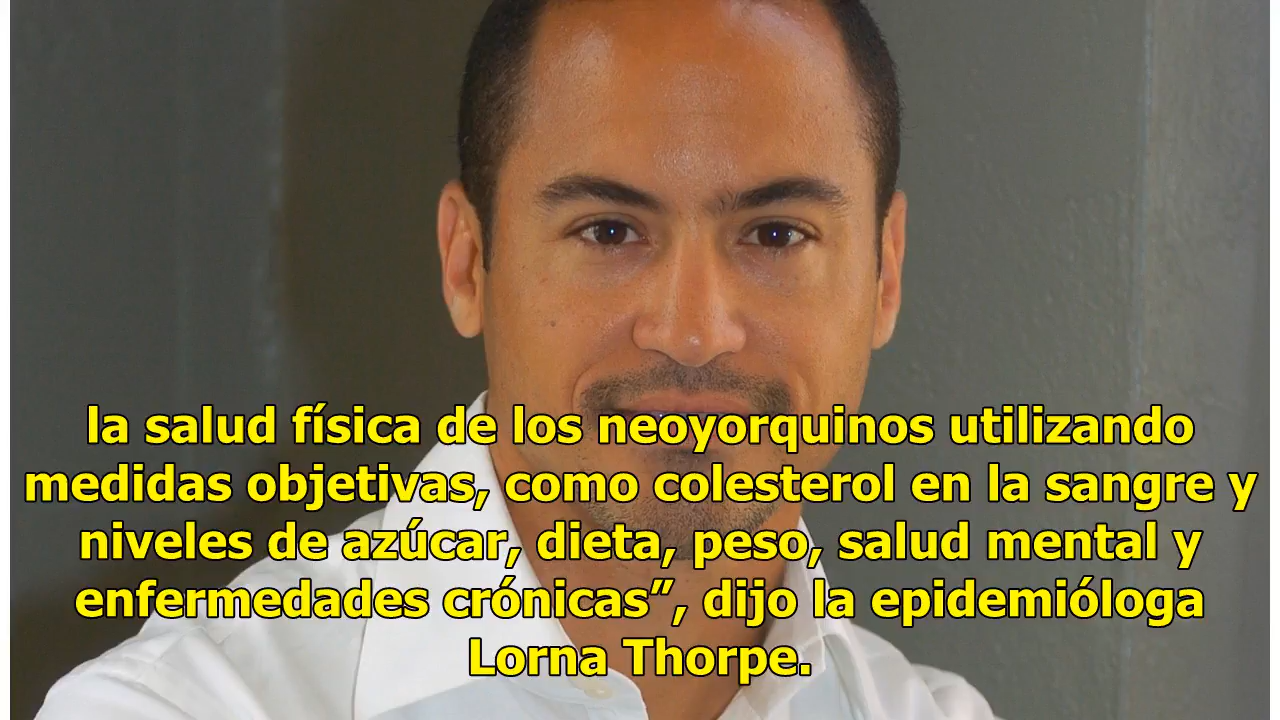 la salud física de los neoyorquinos utilizando
medidas objetivas, como colesterol en la sangre y
niveles de azúcar, dieta, peso, salud mental y
enfermedades crónicas”, dijo la epidemióloga
Lorna Thorpe.